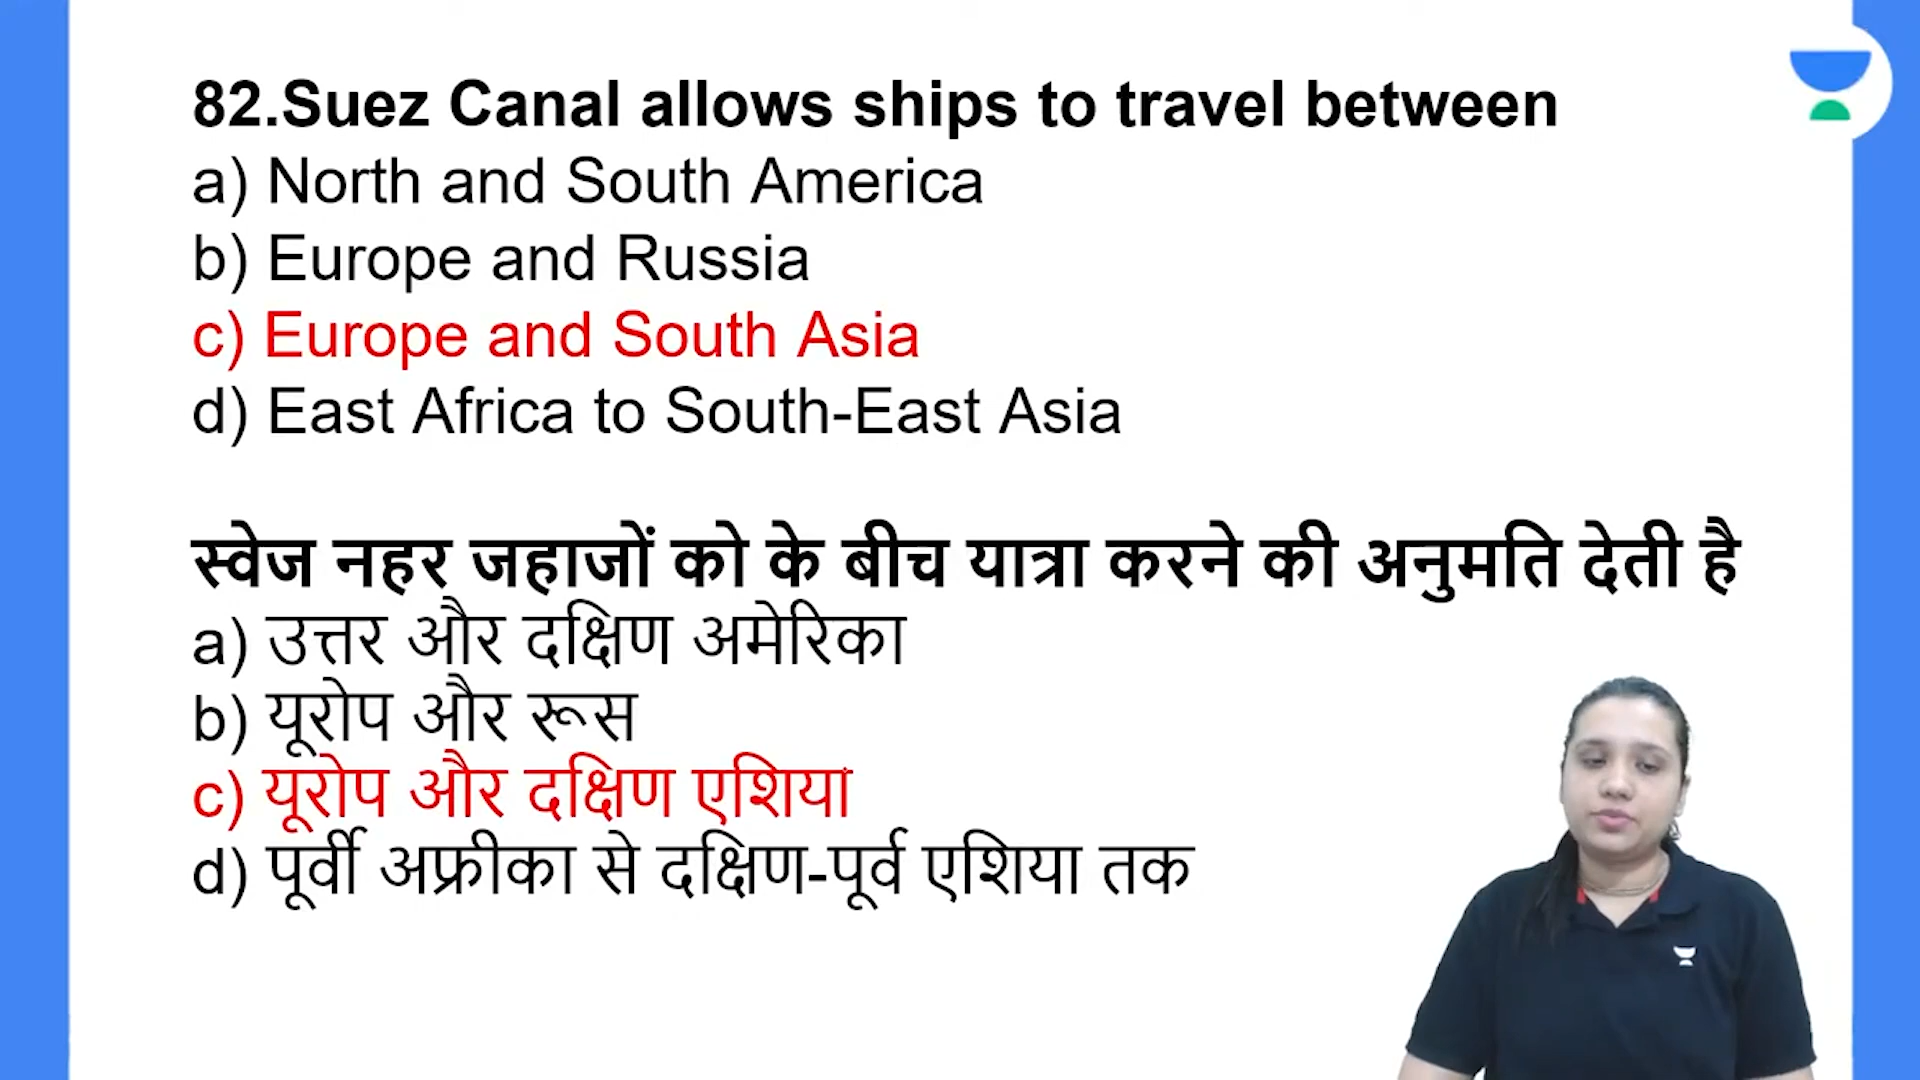 82.Suez Canal allows ships to travel between
a) North and South America
b) Europe and Russia
c) Europe and South Asia
d) East Africa to South-East Asia
स्वेज नहर जहाजों को के बीच यात्रा करने की अनुमति देती है
a) उत्तर और दक्षिण अमेरिका
b) यूरोप और रूस
c) यूरोप और दक्षिण एशिया
d) पूर्वी अफ्रीका से दक्षिण-पूर्व एशिया तक